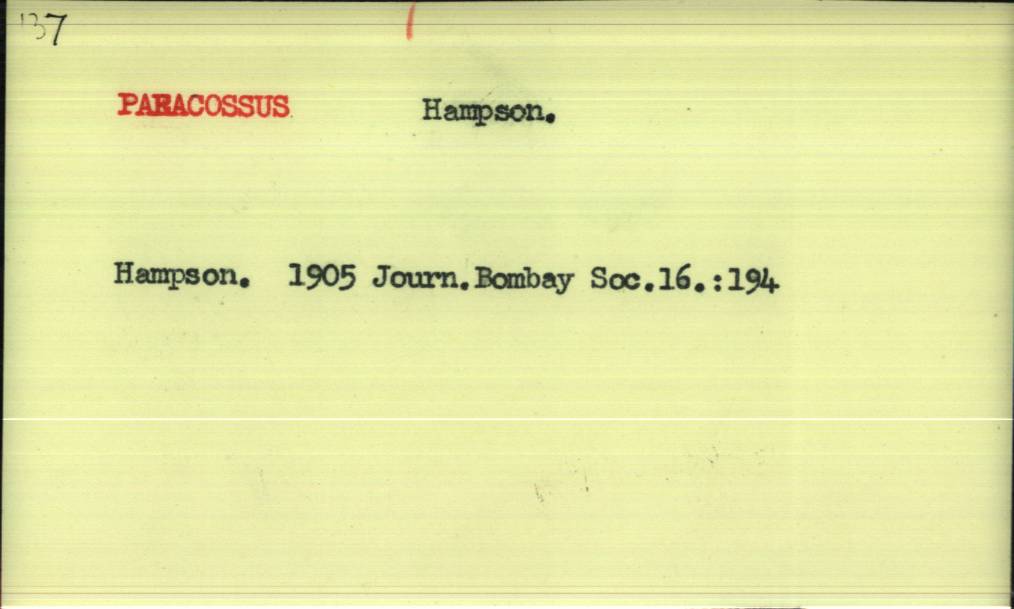 137
PARACOSSUS Hampson.
Hampson. 1905 Journ.Bombay Soc.16.:194